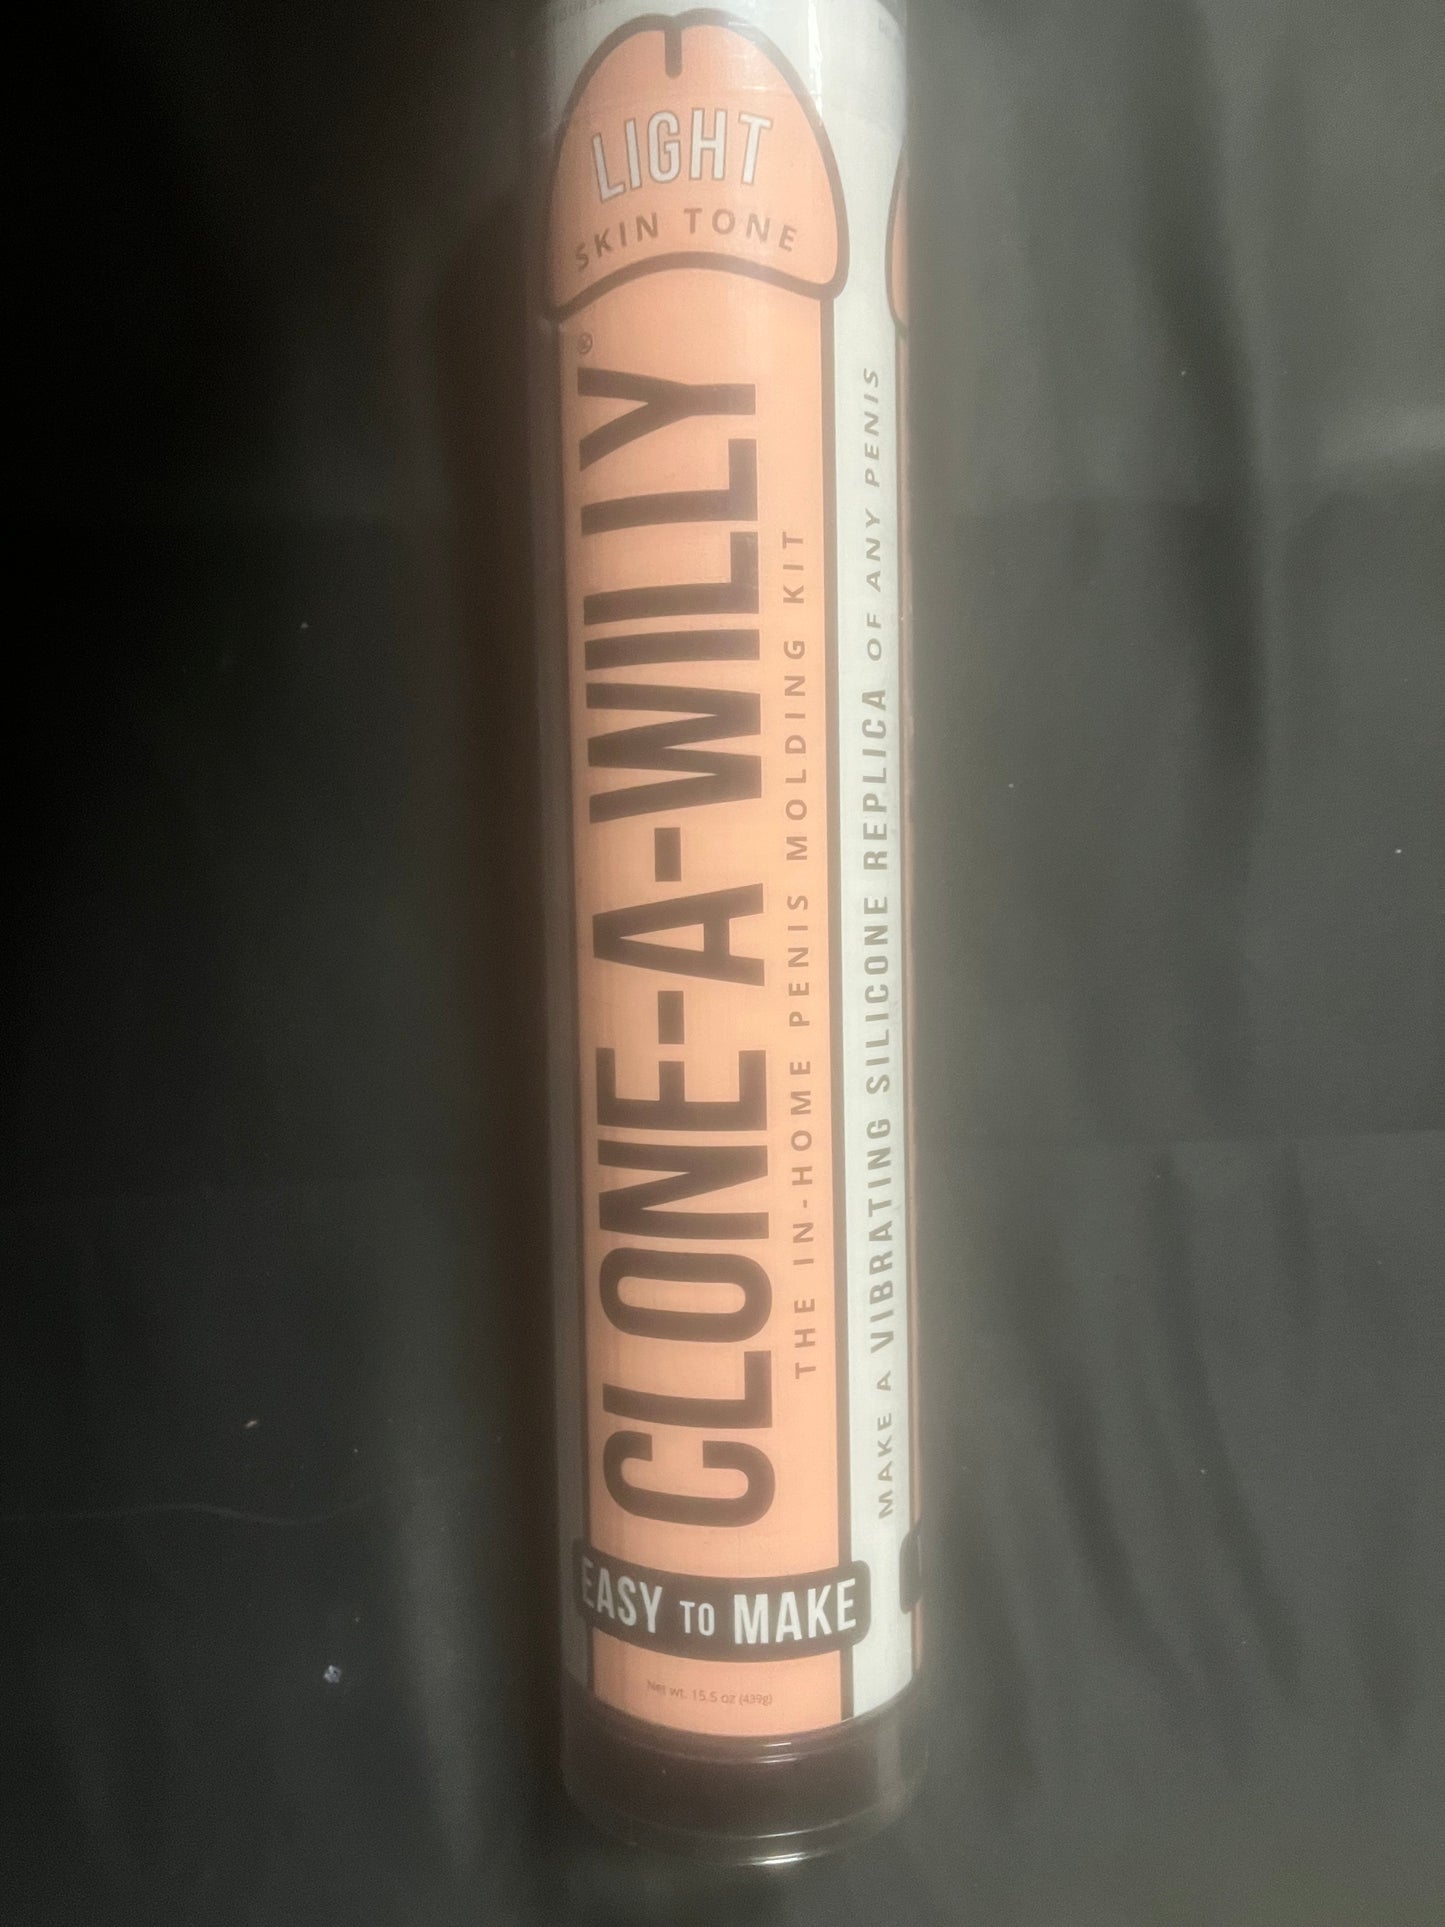 LIGHT
SKIN TONE
CLONE-A-WILLY®
THE IN-HOME PENIS MOLDING KIT
MAKE A VIBRATING SILICONE REPLICA OF ANY PENIS
EASY TO MAKE
Net wt. 15.5 oz (439g)